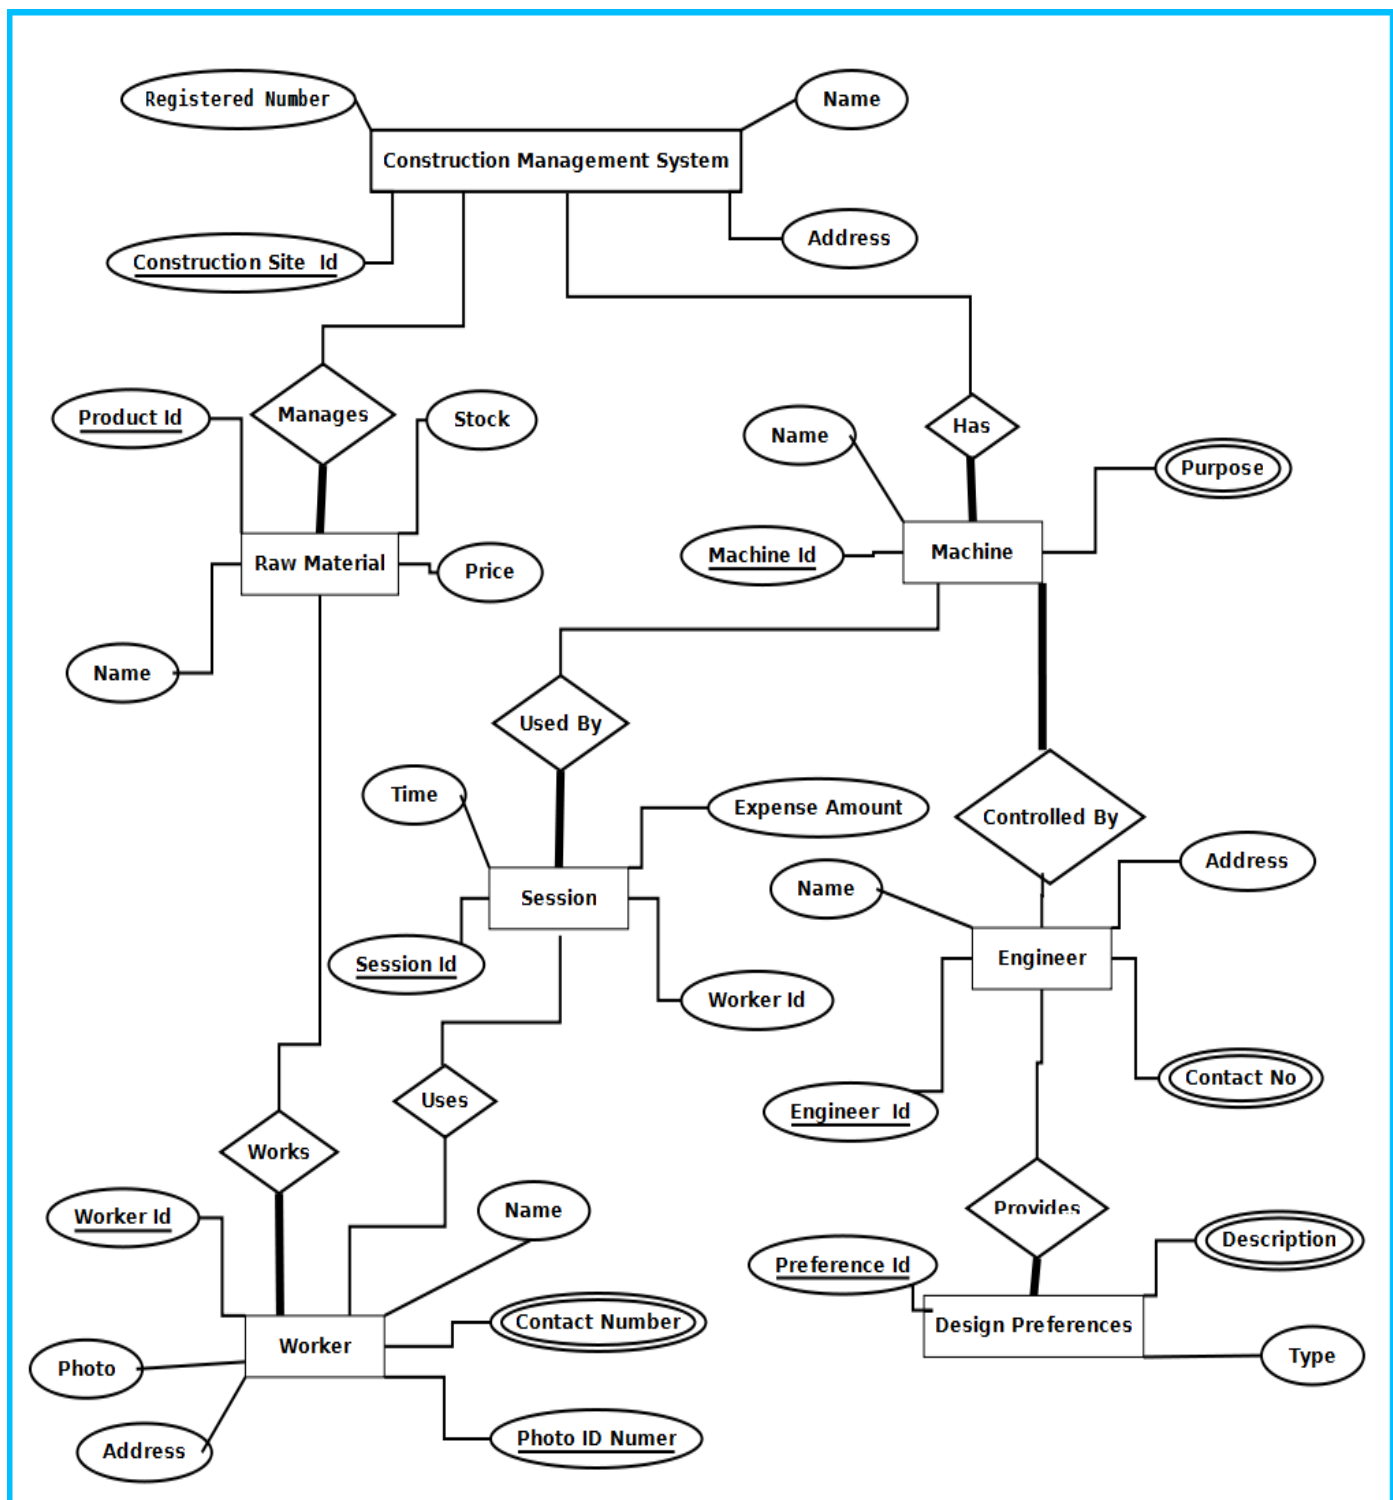 Registered Number
Name
Construction Management System
Address
Construction Site Id
Product Id
Manages
Stock
Has
Name
Purpose
Machine Id
Machine
Raw Material
Price
Name
Used By
Time
Expense Amount
Controlled By
Address
Name
Session
Engineer
Session Id
Worker Id
Contact No
Engineer Id
Uses
Works
Worker Id
Name
Provides
Description
Preference Id
Contact Number
Design Preferences
Worker
Type
Photo
Address
Photo ID Numer